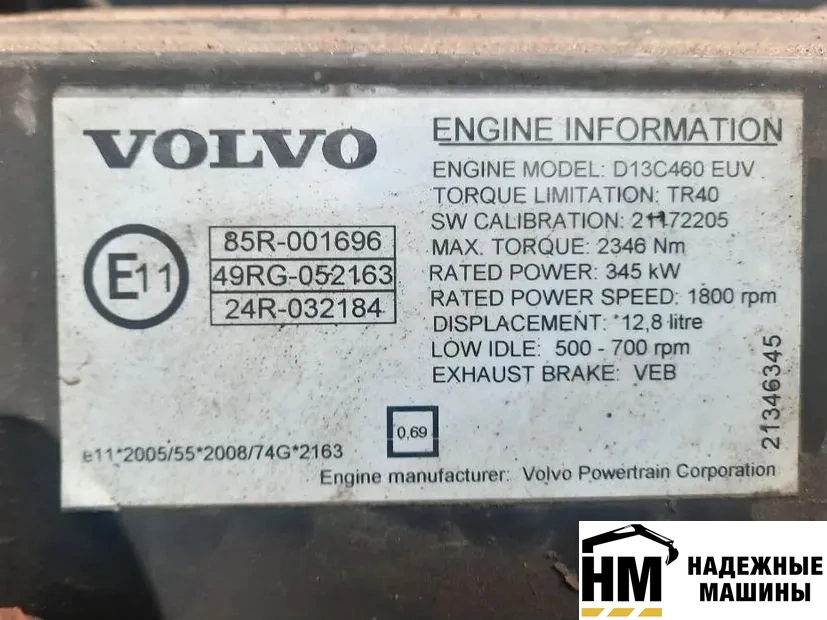 VOLVO
E11
85R-001696
49RG-052163
24R-032184
ENGINE INFORMATION
ENGINE MODEL: D13C460 EUV
TORQUE LIMITATION: TR40
SW CALIBRATION: 21172205
MAX. TORQUE: 2346 Nm
RATED POWER: 345 kW
RATED POWER SPEED: 1800 rpm
DISPLACEMENT: 12,8 litre
LOW IDLE: 500 - 700 rpm
EXHAUST BRAKE: VEB
21346345
0,69
e11*2005/55*2008/74G*2163
Engine manufacturer: Volvo Powertrain Corporation
НМ
НАДЕЖНЫЕ
МАШИНЫ